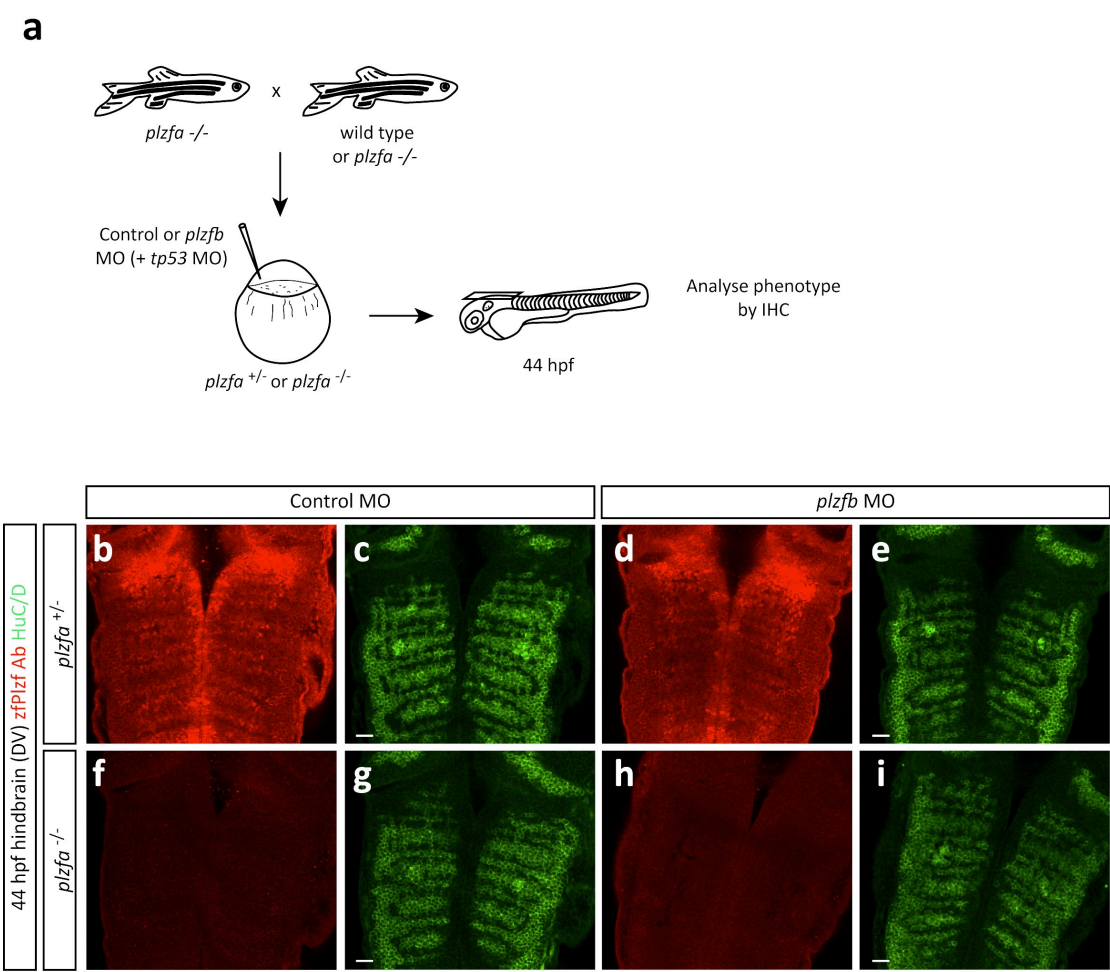 a
x
plzfa -/-
wild type
or plzfa -/-
Control or plzfb
MO (+ tp53 MO)
Analyse phenotype
by IHC
44 hpf
plzfa +/- or plzfa -/-
Control MO
plzfb MO
44 hpf hindbrain (DV) zfPlzf Ab HuC/D
plzfa +/-
b
c
d
e
plzfa -/-
f
g
h
i